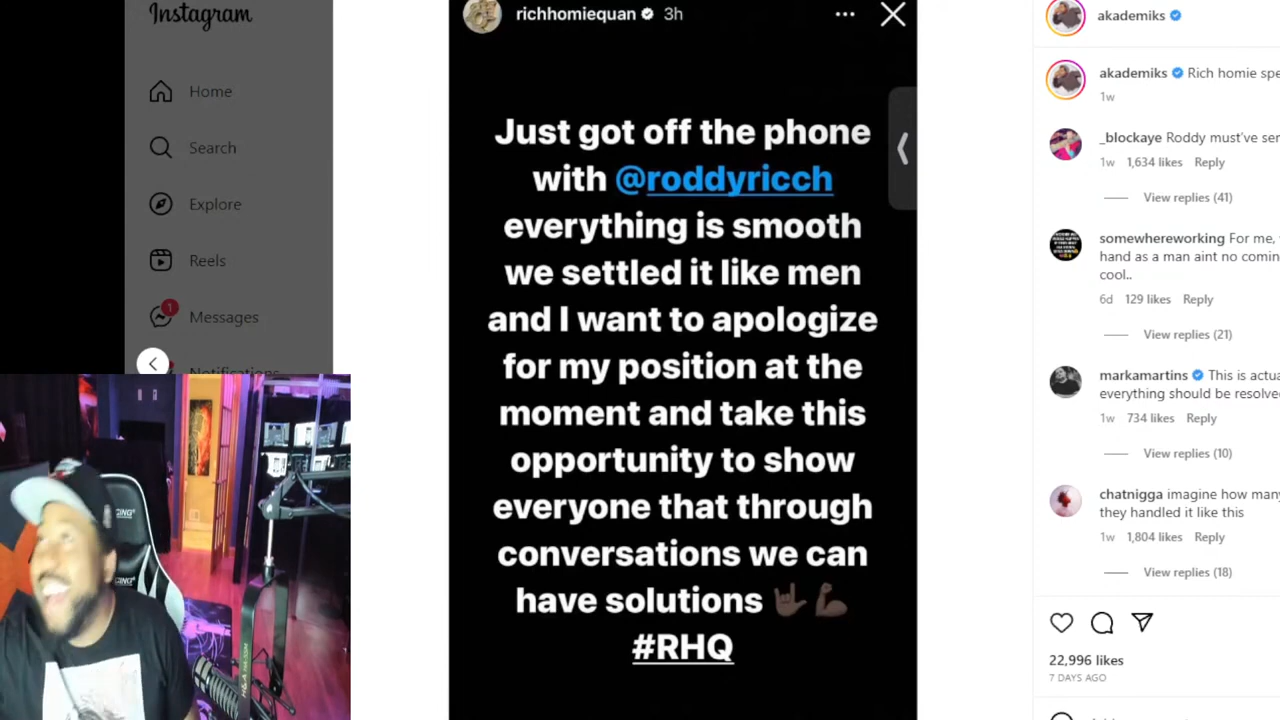 Instagram
Home
Search
Explore
Reels
Messages
1
Notifications
richhomiequan 3h
Just got off the phone
with @roddyricch
everything is smooth
we settled it like men
and I want to apologize
for my position at the
moment and take this
opportunity to show
everyone that through
conversations we can
have solutions 🤟🏿💪🏿
#RHQ
akademiks
akademiks Rich homie spe
1w
_blockaye Roddy must've ser
1w 1,634 likes Reply
View replies (41)
somewhereworking For me,
hand as a man aint no comin
cool..
6d 129 likes Reply
View replies (21)
markamartins This is actua
everything should be resolve
1w 734 likes Reply
View replies (10)
chatnigga imagine how many
they handled it like this
1w 1,804 likes Reply
View replies (18)
22,996 likes
7 DAYS AGO